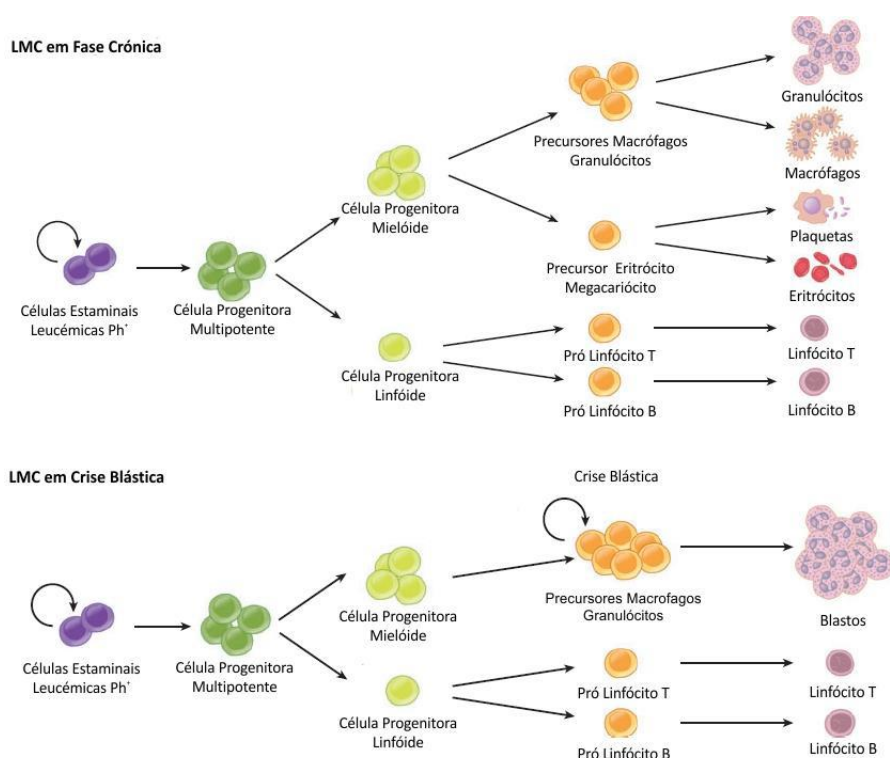 LMC em Fase Crónica
Granulócitos
Precursores Macrófagos
Granulócitos
Macrófagos
Célula Progenitora
Mielóide
Plaquetas
Precursor Eritrócito
Megacariócito
Eritrócitos
Células Estaminais
Leucémicas Ph⁺
Célula Progenitora
Multipotente
Pró Linfócito T
Linfócito T
Célula Progenitora
Linfóide
Pró Linfócito B
Linfócito B
LMC em Crise Blástica
Crise Blástica
Precursores Macrofagos
Granulócitos
Célula Progenitora
Mielóide
Blastos
Células Estaminais
Leucémicas Ph⁺
Célula Progenitora
Multipotente
Pró Linfócito T
Linfócito T
Célula Progenitora
Linfóide
Pró Linfócito B
Linfócito B